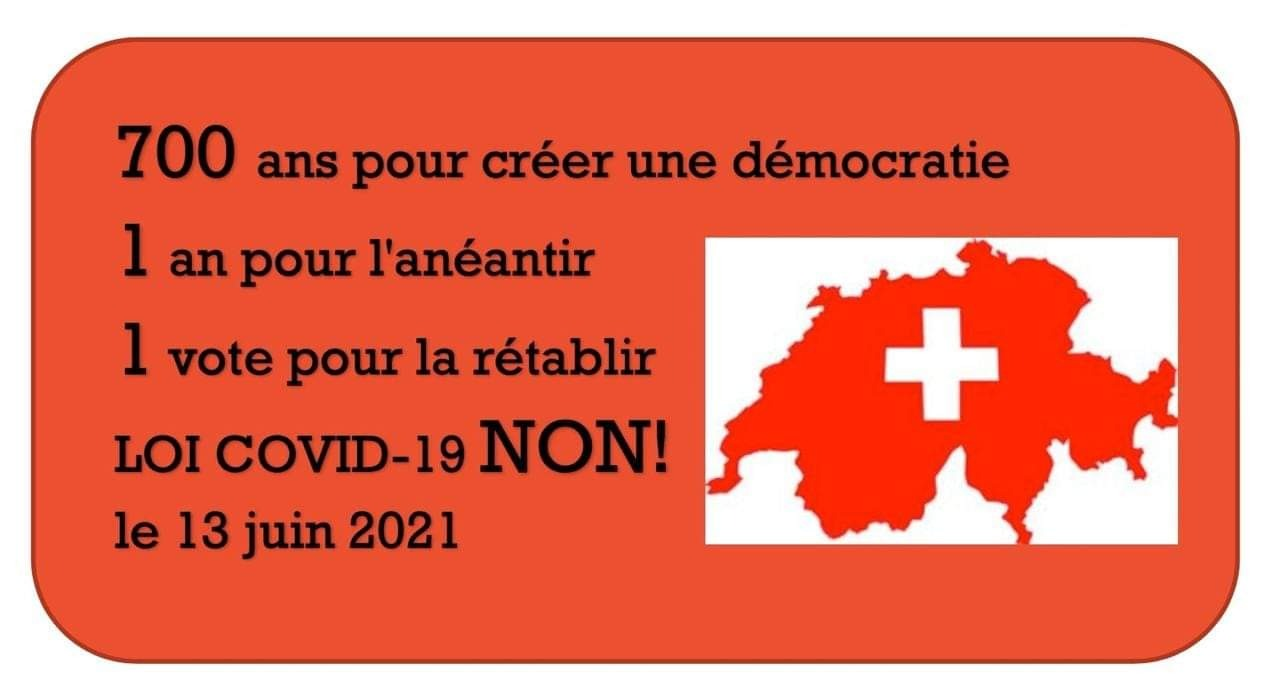 700 ans pour créer une démocratie
1 an pour l'anéantir
1 vote pour la rétablir
LOI COVID-19 NON!
le 13 juin 2021